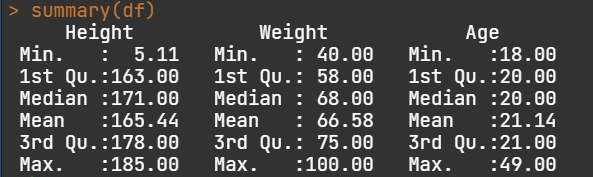 > summary(df)
     Height           Weight            Age
 Min.   :  5.11   Min.   : 40.00   Min.   :18.00
 1st Qu.:163.00   1st Qu.: 58.00   1st Qu.:20.00
 Median :171.00   Median : 68.00   Median :20.00
 Mean   :165.44   Mean   : 66.58   Mean   :21.14
 3rd Qu.:178.00   3rd Qu.: 75.00   3rd Qu.:21.00
 Max.   :185.00   Max.   :100.00   Max.   :49.00